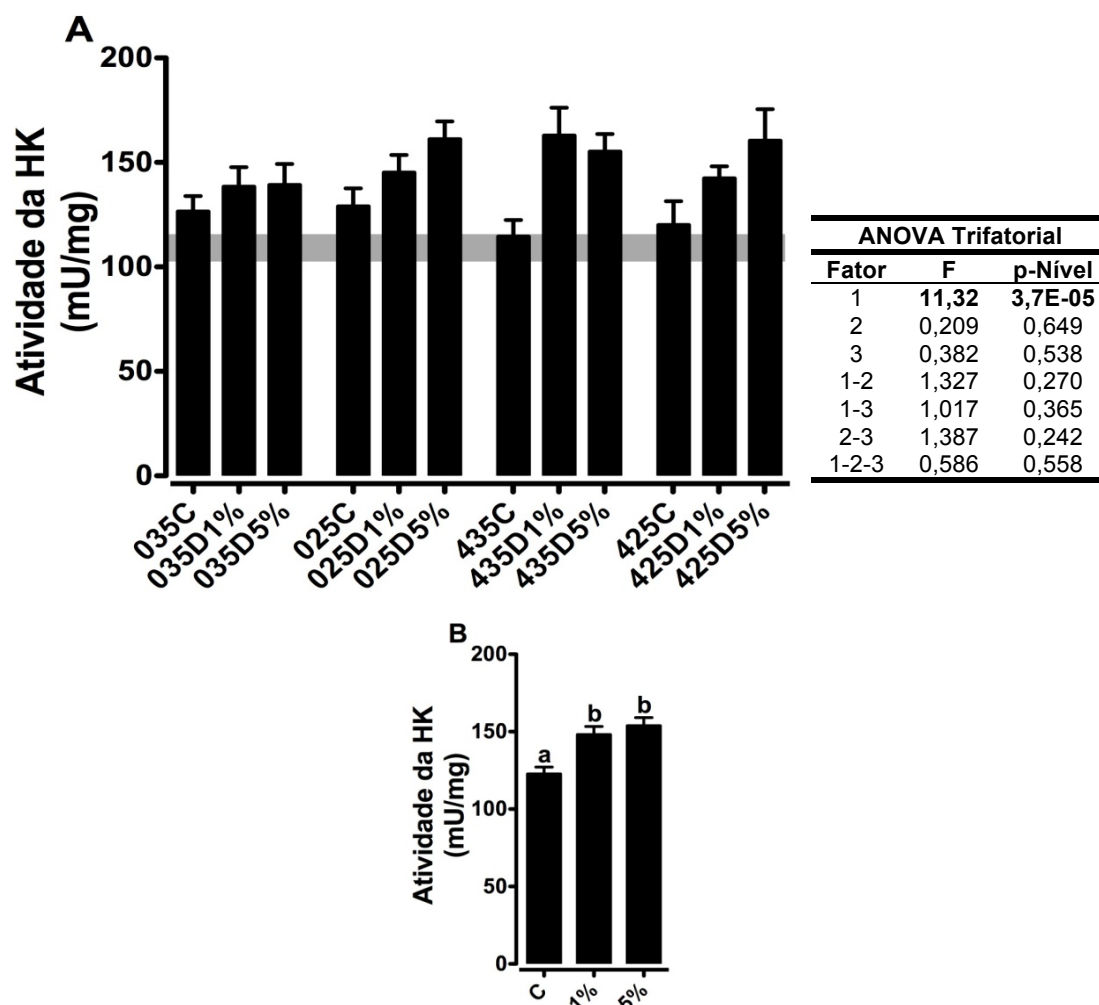 A
200
150
100
50
0
Atividade da HK
(mU/mg)
035C
035D1%
035D5%
025C
025D1%
025D5%
435C
435D1%
435D5%
425C
425D1%
425D5%
ANOVA Trifatorial
Fator F p-Nível
1 11,32 3,7E-05
2 0,209 0,649
3 0,382 0,538
1-2 1,327 0,270
1-3 1,017 0,365
2-3 1,387 0,242
1-2-3 0,586 0,558
B
200
150
100
50
0
Atividade da HK
(mU/mg)
a
b
b
C
1%
5%